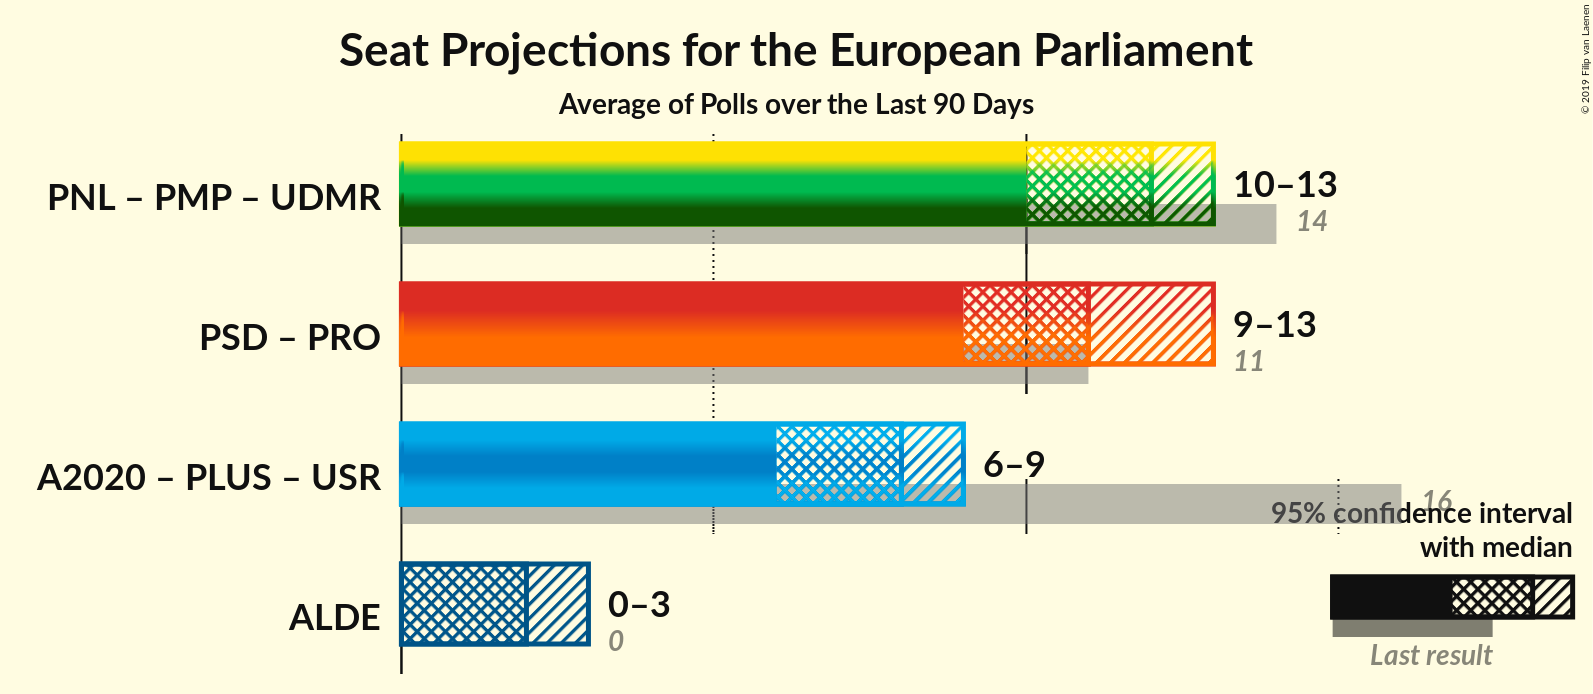 Seat Projections for the European Parliament
Average of Polls over the Last 90 Days
© 2019 Filip van Laenen
PNL – PMP – UDMR
10–13
14
PSD – PRO
9–13
11
A2020 – PLUS – USR
6–9
16
ALDE
0–3
0
95% confidence interval
with median
Last result